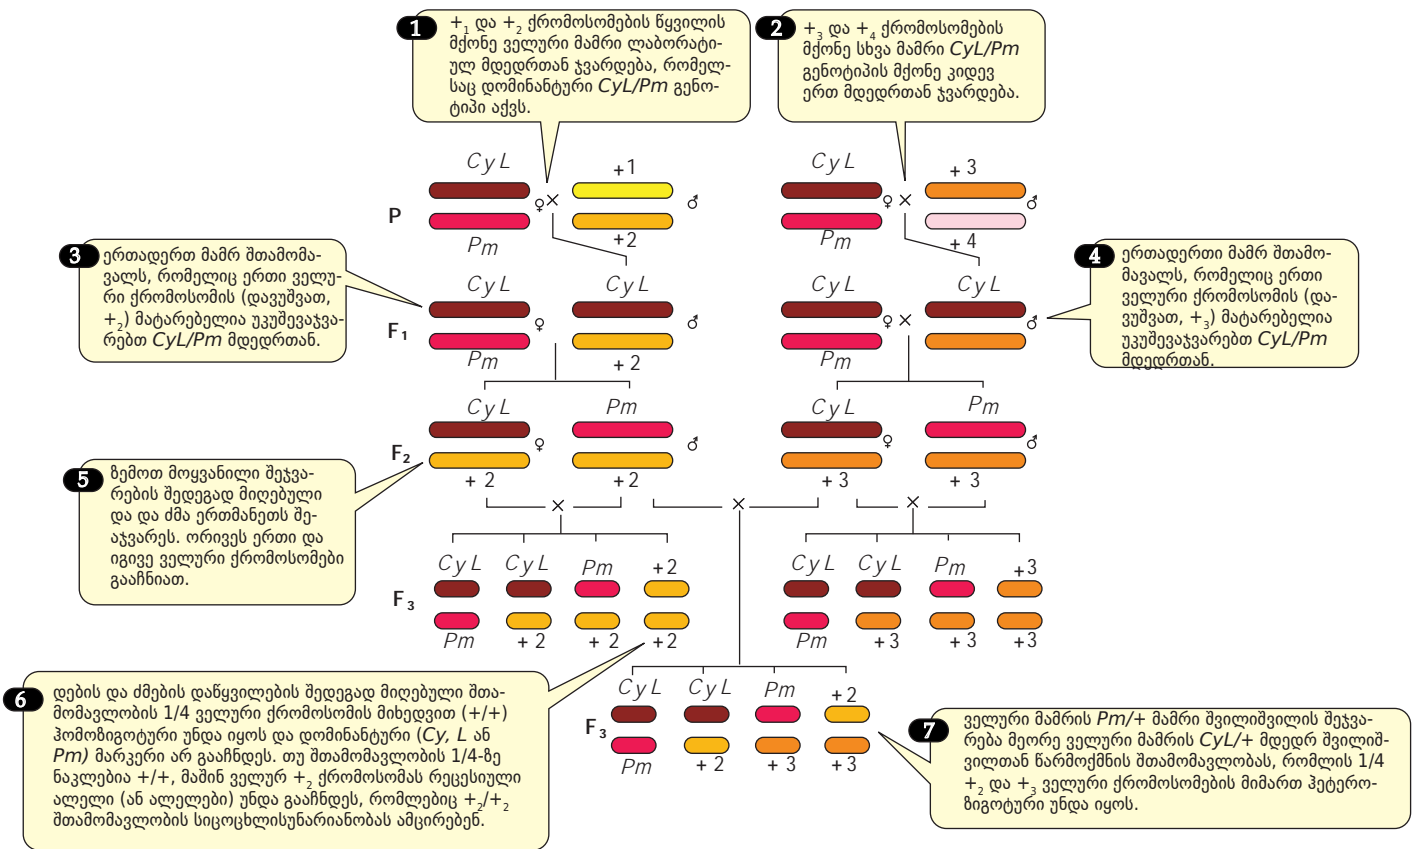 1
+₁ და +₂ ქრომოსომების წყვილის
მქონე ველური მამრი ლაბორატი-
ულ მდედრთან ჯვარდება, რომელ-
საც დომინანტური CyL/Pm გენო-
ტიპი აქვს.
2
+₃ და +₄ ქრომოსომების
მქონე სხვა მამრი CyL/Pm
გენოტიპის მქონე კიდევ
ერთ მდედრთან ჯვარდება.
CyL +1 CyL +3
P ♀ × ♂ ♀ × ♂
Pm +2 Pm +4
3
ერთადერთ მამრ შთამომა-
ვალს, რომელიც ერთი ველუ-
რი ქრომოსომის (დავუშვათ,
+₂) მატარებელია უკუშევაჯვა-
რებთ CyL/Pm მდედრთან.
4
ერთადერთი მამრ შთამო-
მავალს, რომელიც ერთი
ველური ქრომოსომის (და-
ვუშვათ, +₃) მატარებელია
უკუშევაჯვარებთ CyL/Pm
მდედრთან.
CyL CyL CyL CyL
F₁ ♀ ♂ ♀ × ♂
Pm +2 Pm
CyL Pm CyL Pm
F₂ ♀ ♂ ♀ ♂
+2 +2 +3 +3
× × ×
5
ზემოთ მოყვანილი შეჯვა-
რების შედეგად მიღებული
და და ძმა ერთმანეთს შე-
აჯვარეს. ორივეს ერთი და
იგივე ველური ქრომოსომები
გააჩნიათ.
CyL CyL Pm +2 CyL CyL Pm +3
F₃
Pm +2 +2 +2 Pm +3 +3 +3
6
დების და ძმების დაწყვილების შედეგად მიღებული შთა-
მომავლობის 1/4 ველური ქრომოსომის მიხედვით (+/+)
ჰომოზიგოტური უნდა იყოს და დომინანტური (Cy, L ან
Pm) მარკერი არ გააჩნდეს. თუ შთამომავლობის 1/4-ზე
ნაკლებია +/+, მაშინ ველურ +₂ ქრომოსომას რეცესიული
ალელი (ან ალელები) უნდა გააჩნდეს, რომლებიც +₂/+₂
შთამომავლობის სიცოცხლისუნარიანობას ამცირებენ.
CyL CyL Pm +2
F₃
Pm +2 +3 +3
7
ველური მამრის Pm/+ მამრი შვილიშვილის შეჯვა-
რება მეორე ველური მამრის CyL/+ მდედრ შვილიშ-
ვილთან წარმოქმნის შთამომავლობას, რომლის 1/4
+₂ და +₃ ველური ქრომოსომების მიმართ ჰეტერო-
ზიგოტური უნდა იყოს.